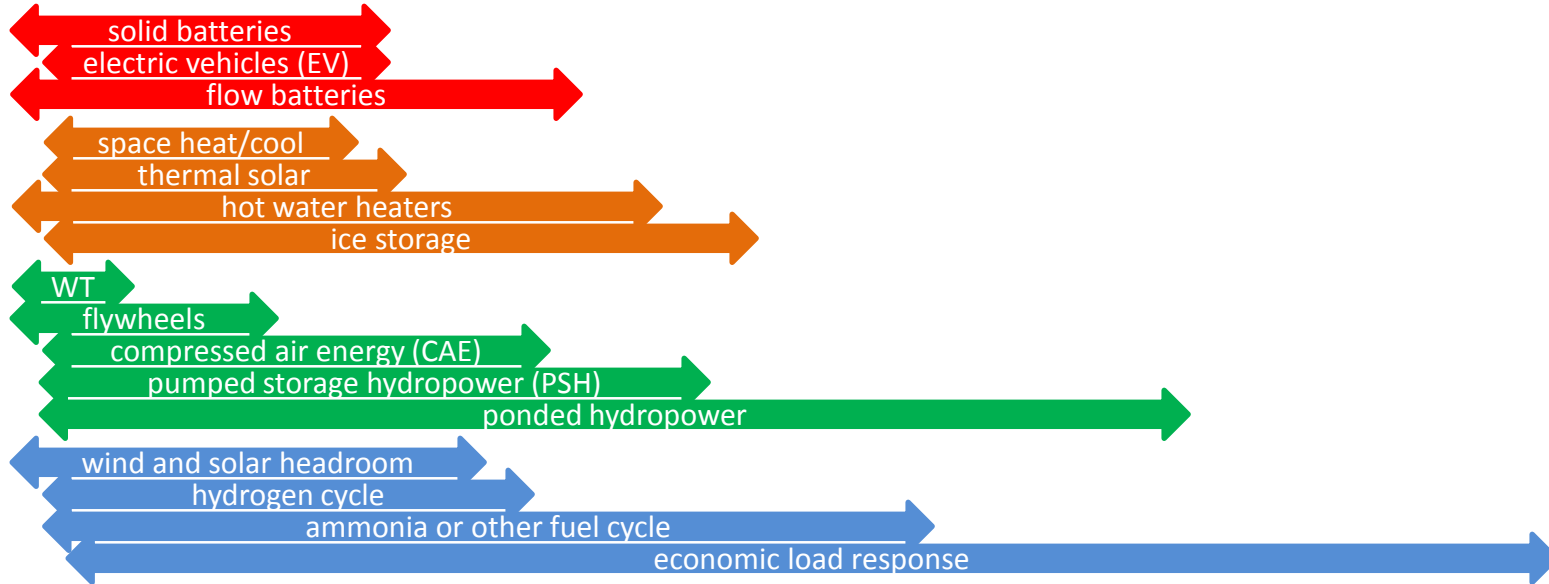 solid batteries
electric vehicles (EV)
flow batteries
space heat/cool
thermal solar
hot water heaters
ice storage
WT
flywheels
compressed air energy (CAE)
pumped storage hydropower (PSH)
ponded hydropower
wind and solar headroom
hydrogen cycle
ammonia or other fuel cycle
economic load response